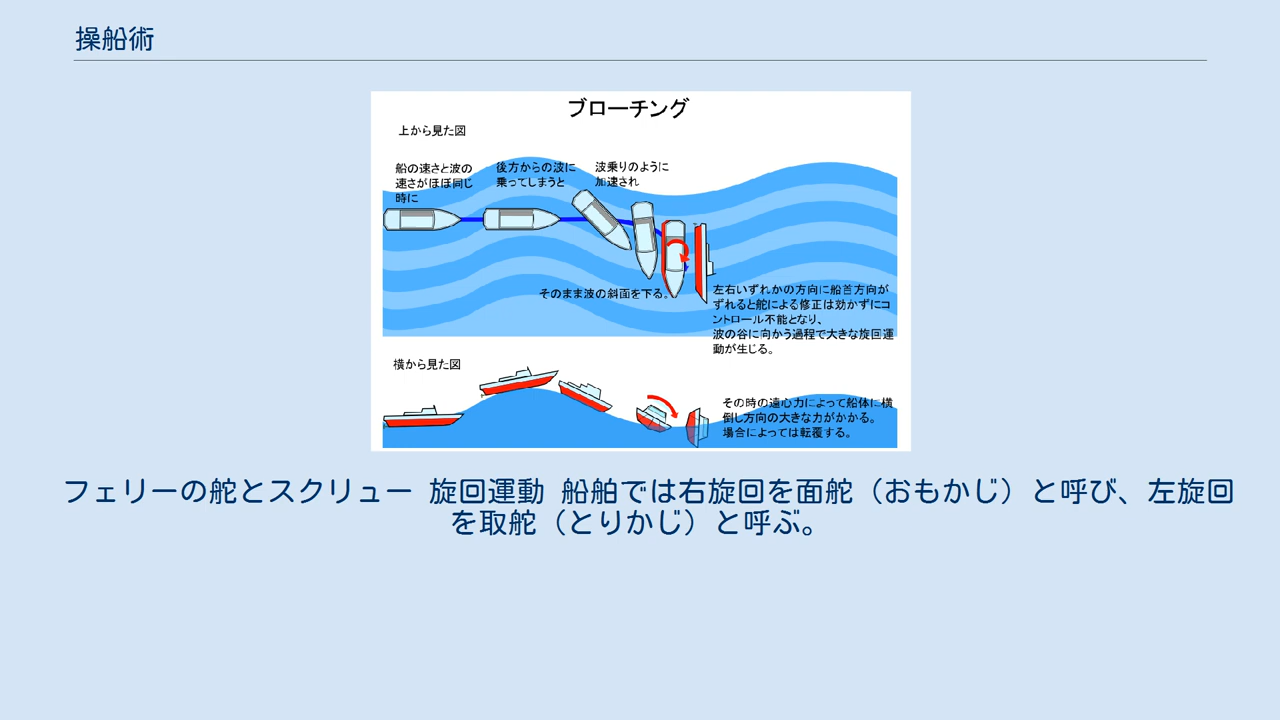 操船術
ブローチング
上から見た図
船の速さと波の
速さがほぼ同じ
時に
後方からの波に
乗ってしまうと
波乗りのように
加速され
そのまま波の斜面を下る。
左右いずれかの方向に船首方向が
ずれると舵による修正は効かずにコ
ントロール不能となり、
波の谷に向かう過程で大きな旋回運
動が生じる。
横から見た図
その時の遠心力によって船体に横
倒し方向の大きな力がかかる。
場合によっては転覆する。
フェリーの舵とスクリュー 旋回運動 船舶では右旋回を面舵（おもかじ）と呼び、左旋回
を取舵（とりかじ）と呼ぶ。